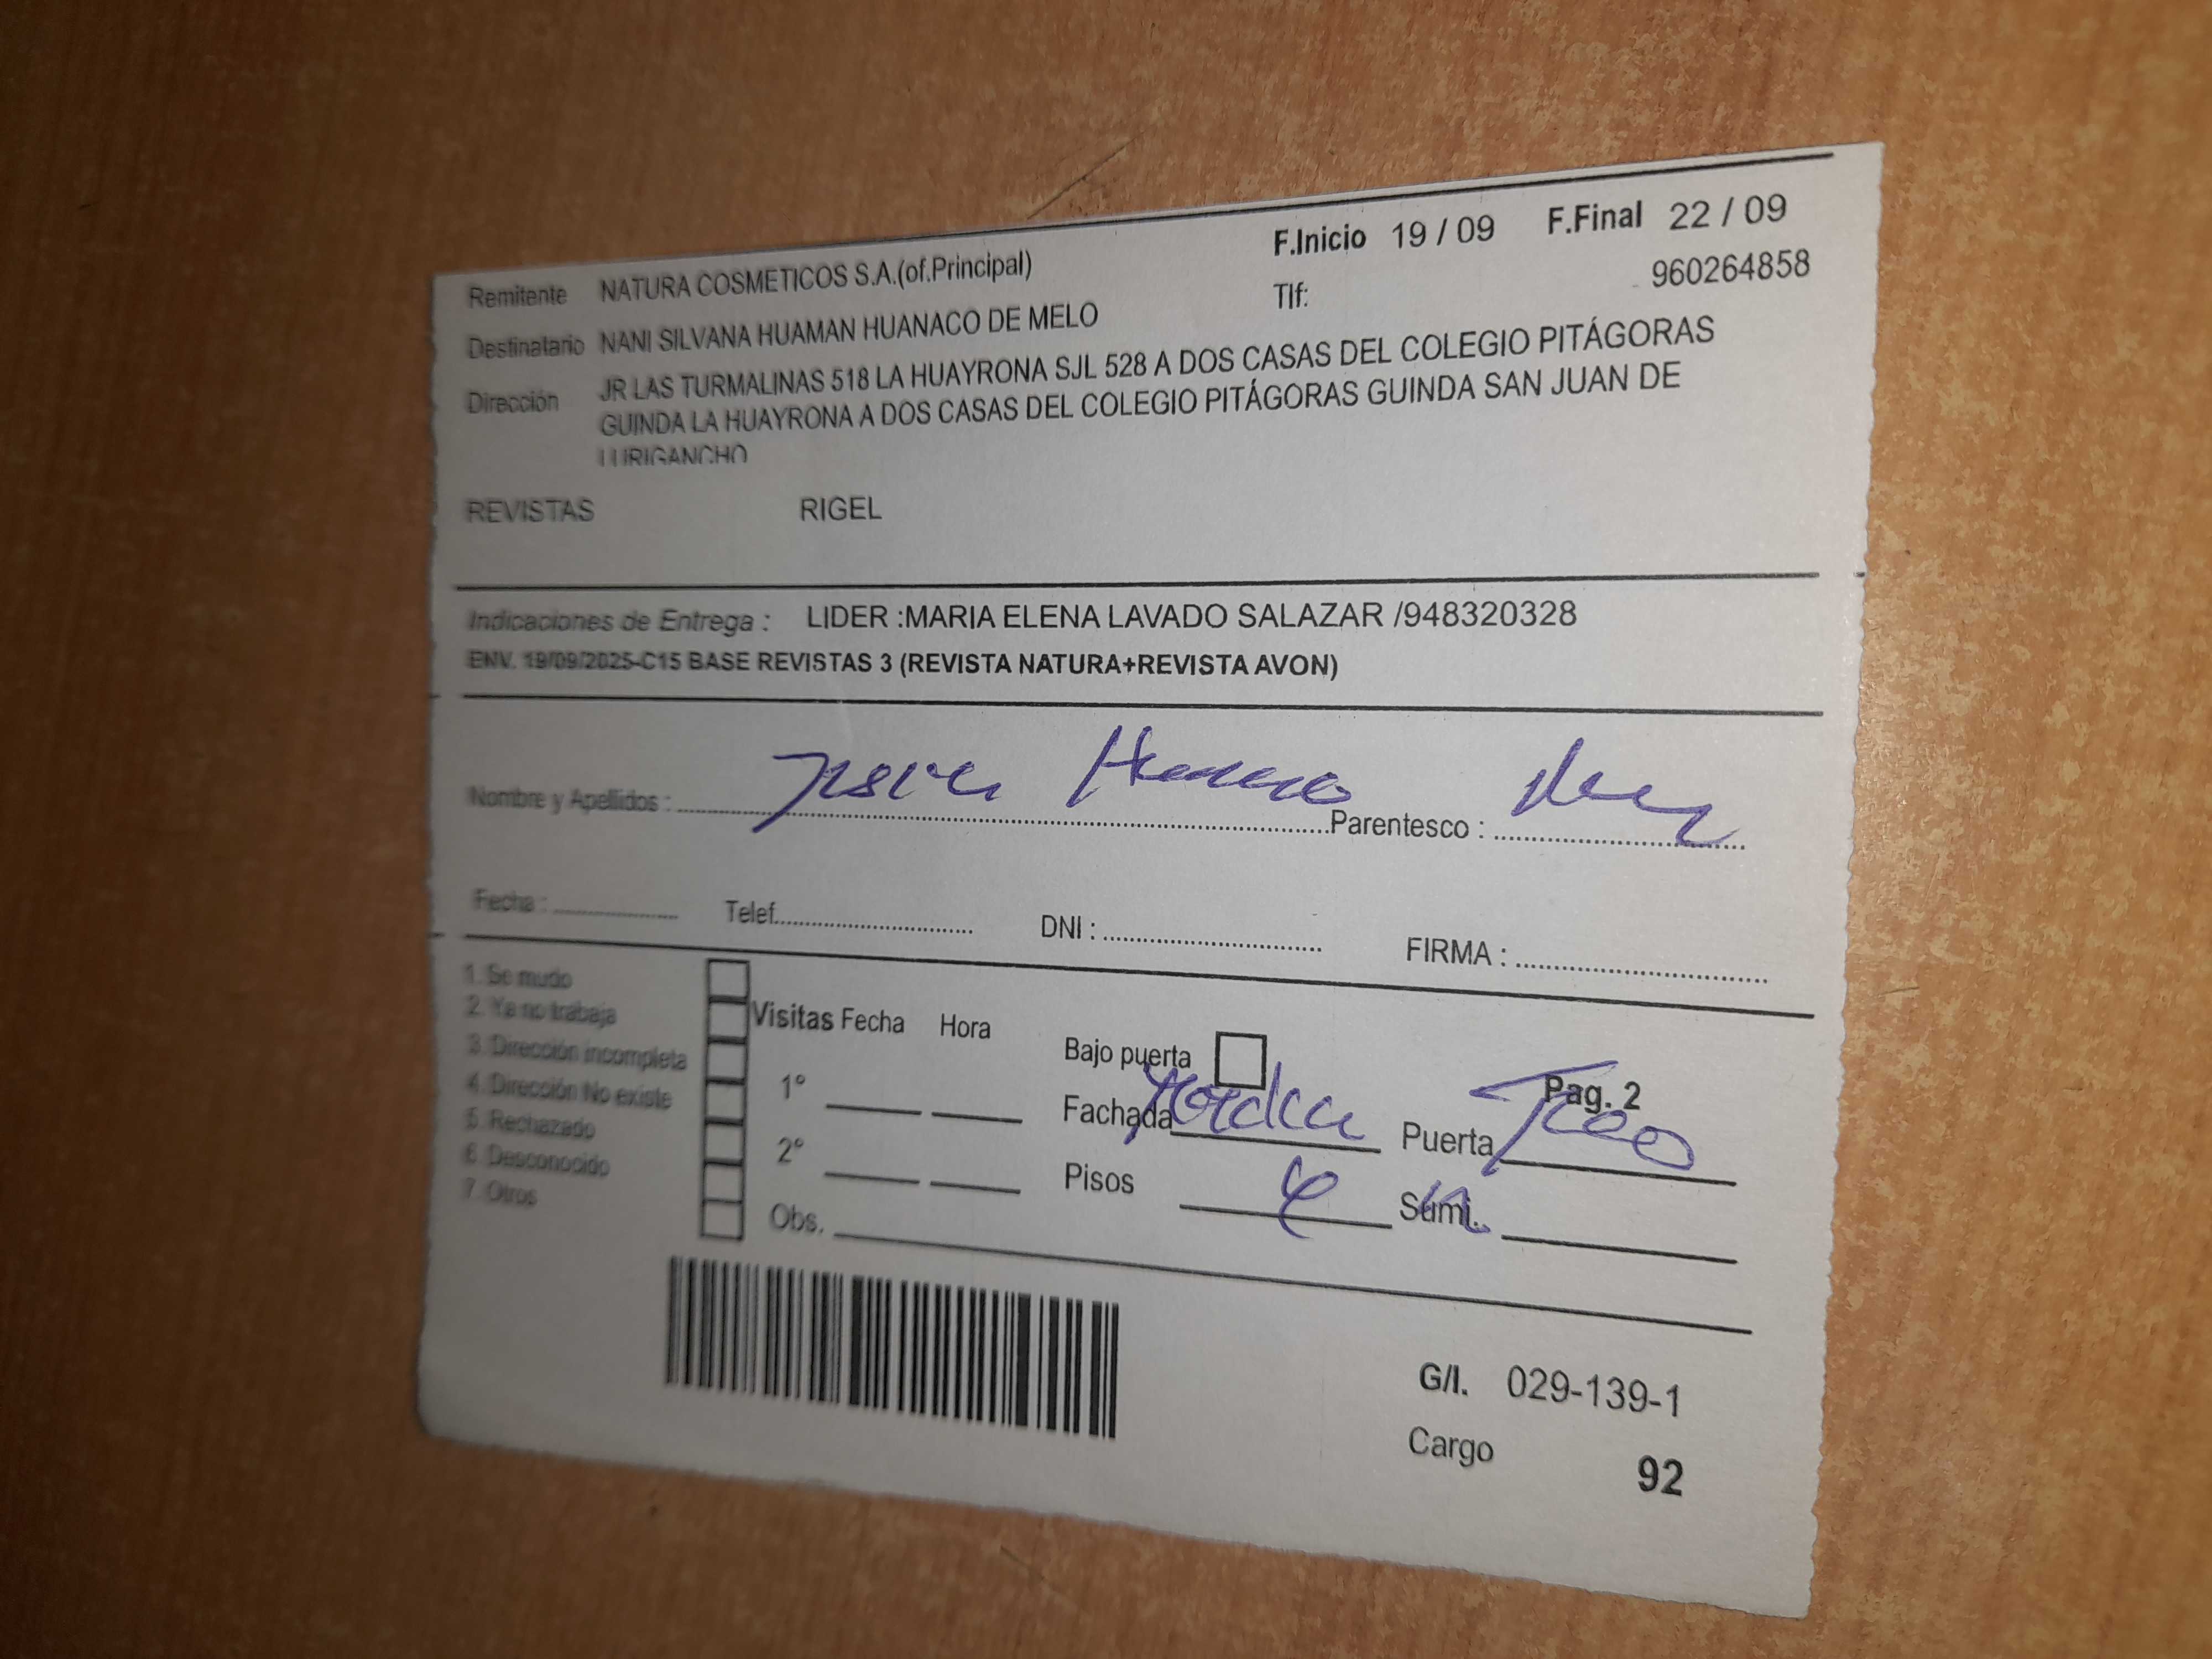 F.Inicio 19 / 09 F.Final 22 / 09
Remitente NATURA COSMETICOS S.A.(of.Principal) Tlf: 960264858
Destinatario NANI SILVANA HUAMAN HUANACO DE MELO
Dirección JR LAS TURMALINAS 518 LA HUAYRONA SJL 528 A DOS CASAS DEL COLEGIO PITÁGORAS
GUINDA LA HUAYRONA A DOS CASAS DEL COLEGIO PITÁGORAS GUINDA SAN JUAN DE
LURIGANCHO
REVISTAS RIGEL
Indicaciones de Entrega : LIDER :MARIA ELENA LAVADO SALAZAR /948320328
ENV. 19/09/2025-C15 BASE REVISTAS 3 (REVISTA NATURA+REVISTA AVON)
Nombre y Apellidos : Parentesco :
Fecha : Telef. DNI : FIRMA :
1. Se mudo
2. Ya no trabaja
3. Dirección incompleta
4. Dirección No existe
5. Rechazado
6. Desconocido
7. Otros
Visitas Fecha Hora
1°
2°
Obs.
Bajo puerta Pag. 2
Fachada Puerta
Pisos 4 Sumi.
G/I. 029-139-1
Cargo 92